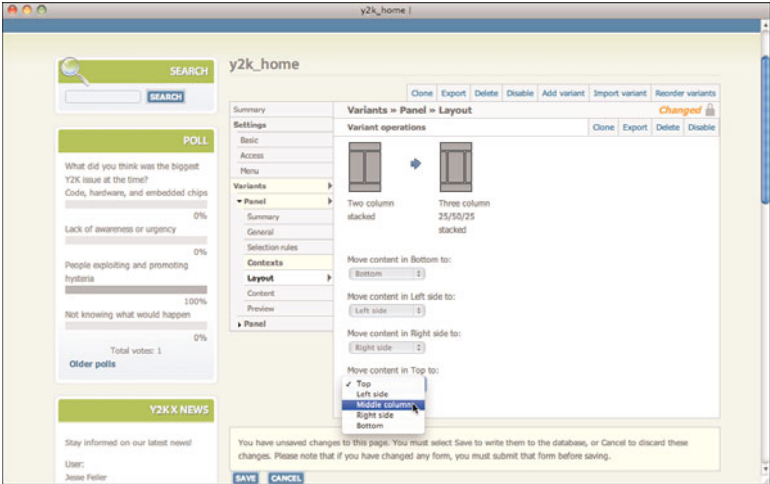 y2k_home |
SEARCH
SEARCH
POLL
What did you think was the biggest
Y2K issue at the time?
Code, hardware, and embedded chips
0%
Lack of awareness or urgency
0%
People exploiting and promoting
hysteria
100%
Not knowing what would happen
0%
Total votes: 1
Older polls
Y2KX NEWS
Stay informed on our latest news!
User:
Jesse Feiler
y2k_home
Clone Export Delete Disable Add variant Import variant Reorder variants
Summary
Settings
Basic
Access
Menu
Variants
Panel
Summary
General
Selection rules
Contexts
Layout
Content
Preview
Panel
Variants » Panel » Layout
Changed
Variant operations
Clone Export Delete Disable
Two column
stacked
Three column
25/50/25
stacked
Move content in Bottom to:
Bottom
Move content in Left side to:
Left side
Move content in Right side to:
Right side
Move content in Top to:
✓ Top
Left side
Middle column
Right side
Bottom
You have unsaved changes to this page. You must select Save to write them to the database, or Cancel to discard these
changes. Please note that if you have changed any form, you must submit that form before saving.
SAVE CANCEL